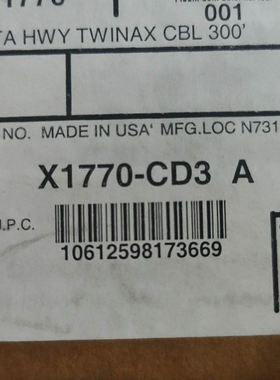 001
TA HWY TWINAX CBL 300'
NO. MADE IN USA' MFG.LOC N731
X1770-CD3 A
.P.C.
10612598173669